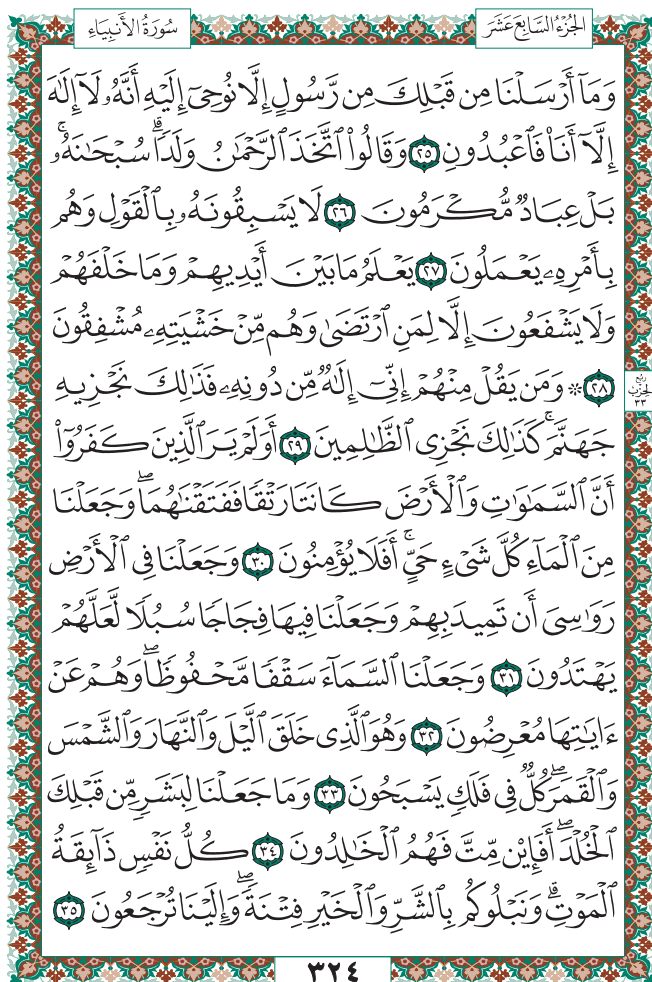 الجُزْءُ السَّابِعَ عَشَرَ
سُورَةُ الأَنبِيَاءِ
وَمَآ أَرْسَلْنَا مِن قَبْلِكَ مِن رَّسُولٍ إِلَّا نُوحِىٓ إِلَيْهِ أَنَّهُۥ لَآ إِلَٰهَ
إِلَّآ أَنَا۠ فَٱعْبُدُونِ ٢٥ وَقَالُوا۟ ٱتَّخَذَ ٱلرَّحْمَٰنُ وَلَدًا ۗ سُبْحَٰنَهُۥ ۚ
بَلْ عِبَادٌ مُّكْرَمُونَ ٢٦ لَا يَسْبِقُونَهُۥ بِٱلْقَوْلِ وَهُم
بِأَمْرِهِۦ يَعْمَلُونَ ٢٧ يَعْلَمُ مَا بَيْنَ أَيْدِيهِمْ وَمَا خَلْفَهُمْ
وَلَا يَشْفَعُونَ إِلَّا لِمَنِ ٱرْتَضَىٰ وَهُم مِّنْ خَشْيَتِهِۦ مُشْفِقُونَ
٢٨ ۞ وَمَن يَقُلْ مِنْهُمْ إِنِّىٓ إِلَٰهٌ مِّن دُونِهِۦ فَذَٰلِكَ نَجْزِيهِ
جَهَنَّمَ ۚ كَذَٰلِكَ نَجْزِى ٱلظَّٰلِمِينَ ٢٩ أَوَلَمْ يَرَ ٱلَّذِينَ كَفَرُوٓا۟
أَنَّ ٱلسَّمَٰوَٰتِ وَٱلْأَرْضَ كَانَتَا رَتْقًا فَفَتَقْنَٰهُمَا ۖ وَجَعَلْنَا
مِنَ ٱلْمَآءِ كُلَّ شَىْءٍ حَىٍّ ۖ أَفَلَا يُؤْمِنُونَ ٣٠ وَجَعَلْنَا فِى ٱلْأَرْضِ
رَوَٰسِىَ أَن تَمِيدَ بِهِمْ وَجَعَلْنَا فِيهَا فِجَاجًا سُبُلًا لَّعَلَّهُمْ
يَهْتَدُونَ ٣١ وَجَعَلْنَا ٱلسَّمَآءَ سَقْفًا مَّحْفُوظًا ۖ وَهُمْ عَنْ
ءَايَٰتِهَا مُعْرِضُونَ ٣٢ وَهُوَ ٱلَّذِى خَلَقَ ٱلَّيْلَ وَٱلنَّهَارَ وَٱلشَّمْسَ
وَٱلْقَمَرَ ۖ كُلٌّ فِى فَلَكٍ يَسْبَحُونَ ٣٣ وَمَا جَعَلْنَا لِبَشَرٍ مِّن قَبْلِكَ
ٱلْخُلْدَ ۖ أَفَإِي۟ن مِّتَّ فَهُمُ ٱلْخَٰلِدُونَ ٣٤ كُلُّ نَفْسٍ ذَآئِقَةُ
ٱلْمَوْتِ ۗ وَنَبْلُوكُم بِٱلشَّرِّ وَٱلْخَيْرِ فِتْنَةً ۖ وَإِلَيْنَا تُرْجَعُونَ ٣٥
رُبْع
الحِزْب
٣٣
٣٢٤